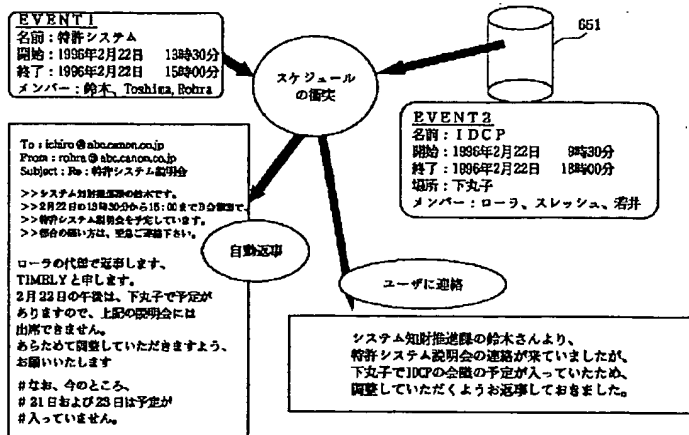 EVENT1
名前：特許システム
開始：1996年2月22日 13時30分
終了：1996年2月22日 15時00分
メンバー：鈴木、Toshima, Rohra
スケジュール
の衝突
651
EVENT2
名前：IDCP
開始：1996年2月22日 9時30分
終了：1996年2月22日 18時00分
場所：下丸子
メンバー：ローラ、スレッシュ、若井
To : ichiro@abc.canon.co.jp
From : rohra@abc.canon.co.jp
Subject : Re : 特許システム説明会
>>システム知財推進課の鈴木です。
>>2月22日の13時30分から15：00まで
>>特許システム説明会を予定しています。
>>都合の悪い方は、至急ご連絡下さい。
自動返事
ローラの代理で返事します、
TIMELYと申します。
2月22日の午後は、下丸子で予定が
ありますので、上記の説明会には
出席できません。
あらためて調整していただきますよう、
お願いいたします
#なお、今のところ、
#21日および23日は予定が
#入っていません。
ユーザに連絡
システム知財推進課の鈴木さんより、
特許システム説明会の連絡が来ていましたが、
下丸子でIDCPの会議の予定が入っていたため、
調整していただくようお返事しておきました。